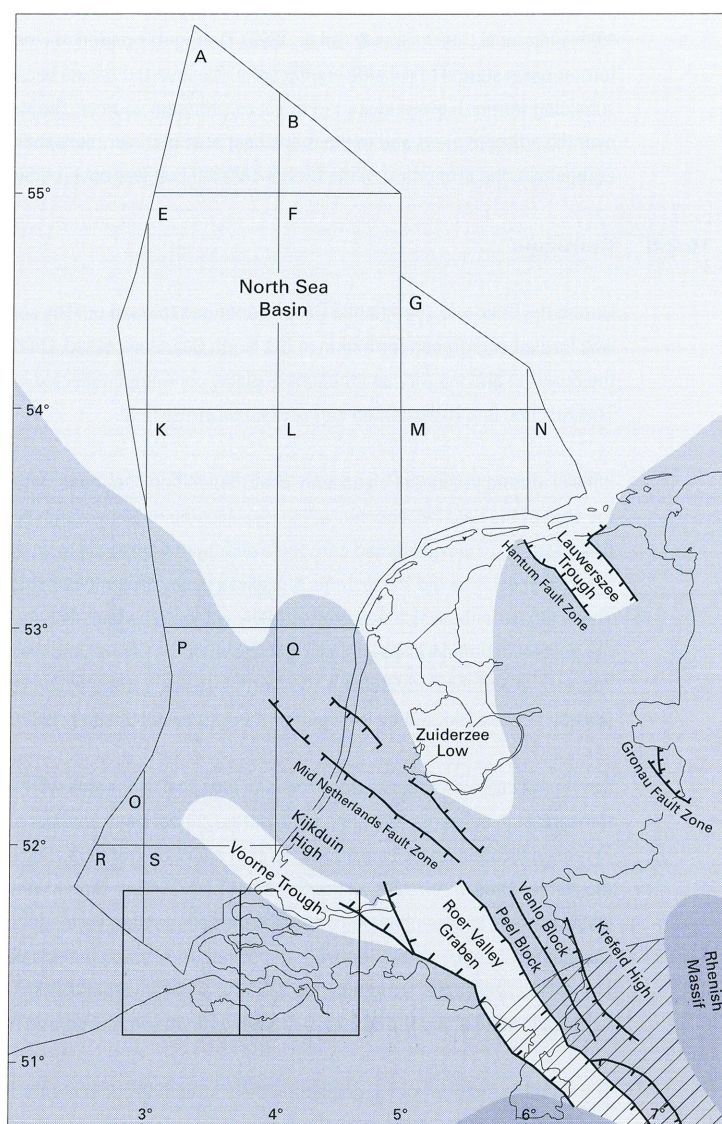 A
B
55°
E
F
North Sea
Basin
G
54°
K
L
M
N
Lauwerszee
Trough
Hantum Fault Zone
53°
P
Q
Zuiderzee
Low
Gronau Fault Zone
Mid Netherlands Fault Zone
O
Kijkduin
High
52°
R
S
Voorne Trough
Roer Valley
Graben
Peel Block
Venlo Block
Krefeld High
Rhenish
Massif
51°
3°
4°
5°
6°
7°